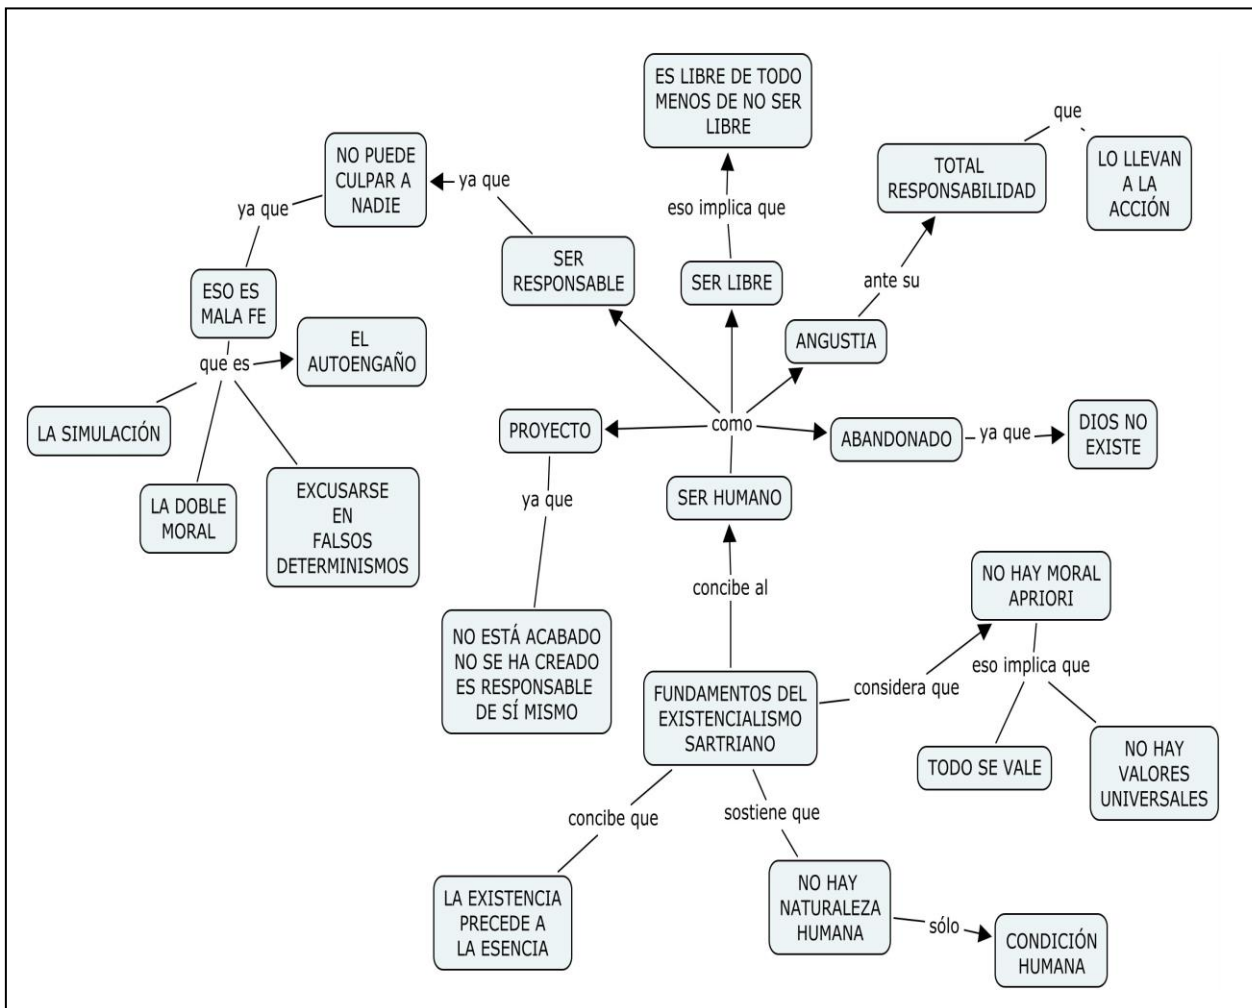 ES LIBRE DE TODO
MENOS DE NO SER
LIBRE
que
NO PUEDE
CULPAR A
NADIE
TOTAL
RESPONSABILIDAD
LO LLEVAN
A LA
ACCIÓN
ya que
ya que
eso implica que
SER
RESPONSABLE
SER LIBRE
ante su
ESO ES
MALA FE
ANGUSTIA
EL
AUTOENGAÑO
que es
LA SIMULACIÓN
PROYECTO
como
ABANDONADO
ya que
DIOS NO
EXISTE
LA DOBLE
MORAL
EXCUSARSE
EN
FALSOS
DETERMINISMOS
ya que
SER HUMANO
concibe al
NO HAY MORAL
APRIORI
NO ESTÁ ACABADO
NO SE HA CREADO
ES RESPONSABLE
DE SÍ MISMO
FUNDAMENTOS DEL
EXISTENCIALISMO
SARTRIANO
considera que
eso implica que
TODO SE VALE
NO HAY
VALORES
UNIVERSALES
concibe que
sostiene que
LA EXISTENCIA
PRECEDE A
LA ESENCIA
NO HAY
NATURALEZA
HUMANA
sólo
CONDICIÓN
HUMANA